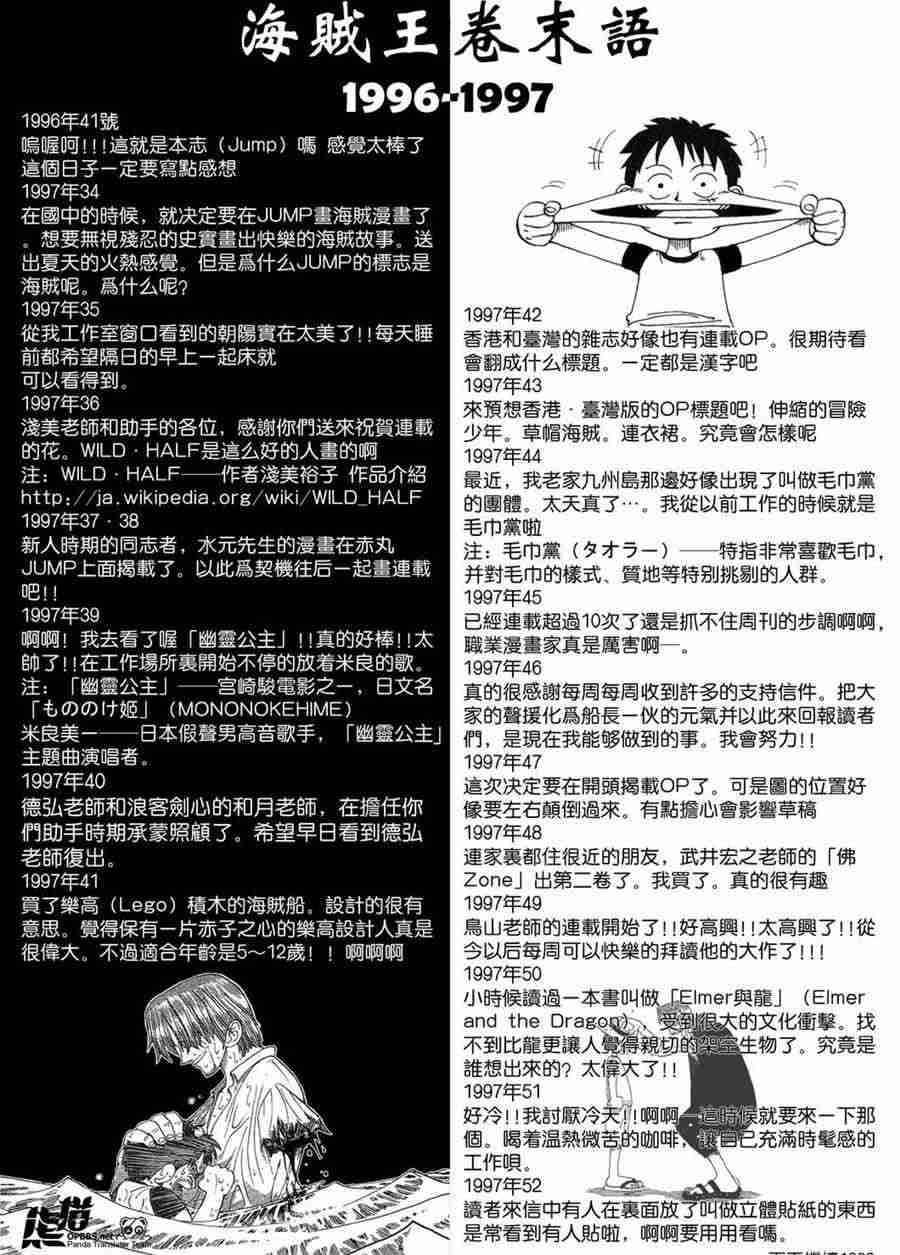 海賊王卷末語
1996-1997
1996年41號
嗚喔呵!!!這就是本志（Jump）嗎 感覺太棒了
這個日子一定要寫點感想
1997年34
在國中的時候，就决定要在JUMP畫海賊漫畫了
。想要無視殘忍的史實畫出快樂的海賊故事。送
出夏天的火熱感覺。但是爲什么JUMP的標志是
海賊呢。爲什么呢?
1997年35
從我工作室窗口看到的朝陽實在太美了!!每天睡
前都希望隔日的早上一起床就
可以看得到。
1997年36
淺美老師和助手的各位，感謝你們送來祝賀連載
的花。WILD·HALF是這么好的人畫的啊
注：WILD·HALF——作者淺美裕子 作品介紹
http://ja.wikipedia.org/wiki/WILD_HALF
1997年37·38
新人時期的同志者，水元先生的漫畫在赤丸
JUMP上面揭載了。以此爲契機往后一起畫連載
吧!!
1997年39
啊啊！我去看了喔「幽靈公主」!!真的好棒!!太
帥了!!在工作場所裏開始不停的放着米良的歌。
注：「幽靈公主」——宫崎駿電影之一，日文名
「もののけ姬」（MONONOKEHIME）
米良美一——日本假聲男高音歌手，「幽靈公主」
主題曲演唱者。
1997年40
德弘老師和浪客劍心的和月老師，在擔任你
們助手時期承蒙照顧了。希望早日看到德弘
老師復出。
1997年41
買了樂高（Lego）積木的海賊船。設計的很有
意思。覺得保有一片赤子之心的樂高設計人真是
很偉大。不過適合年齡是5～12歲！！啊啊啊
1997年42
香港和臺灣的雜志好像也有連載OP。很期待看
會翻成什么標題。一定都是漢字吧
1997年43
來預想香港·臺灣版的OP標題吧！伸縮的冒險
少年。草帽海賊。連衣裙。究竟會怎樣呢
1997年44
最近，我老家九州島那邊好像出現了叫做毛巾黨
的團體。太天真了…。我從以前工作的時候就是
毛巾黨啦
注：毛巾黨（タオラー）——特指非常喜歡毛巾，
并對毛巾的樣式、質地等特别挑剔的人群。
1997年45
已經連載超過10次了還是抓不住周刊的步調啊啊，
職業漫畫家真是厲害啊—。
1997年46
真的很感謝每周每周收到許多的支持信件。把大
家的聲援化爲船長一伙的元氣并以此來回報讀者
們，是現在我能够做到的事。我會努力!!
1997年47
這次决定要在開頭揭載OP了。可是圖的位置好
像要左右顛倒過來。有點擔心會影響草稿
1997年48
連家裏都住很近的朋友，武井宏之老師的「佛
Zone」出第二卷了。我買了。真的很有趣
1997年49
鳥山老師的連載開始了!!好高興!!太高興了!!從
今以后每周可以快樂的拜讀他的大作了!!!
1997年50
小時候讀過一本書叫做「Elmer與龍」（Elmer
and the Dragon），受到很大的文化衝擊。找
不到比龍更讓人覺得親切的架空生物了。究竟是
誰想出來的？太偉大了!!
1997年51
好冷!!我討厭冷天!!啊啊—這時候就要來一下那
個。喝着温熱微苦的咖啡，讓自已充滿時髦感的
工作唄。
1997年52
讀者來信中有人在裏面放了叫做立體貼紙的東西
是常看到有人貼啦，啊啊要用用看嗎。
OPBBS.net
Panda Translater Team